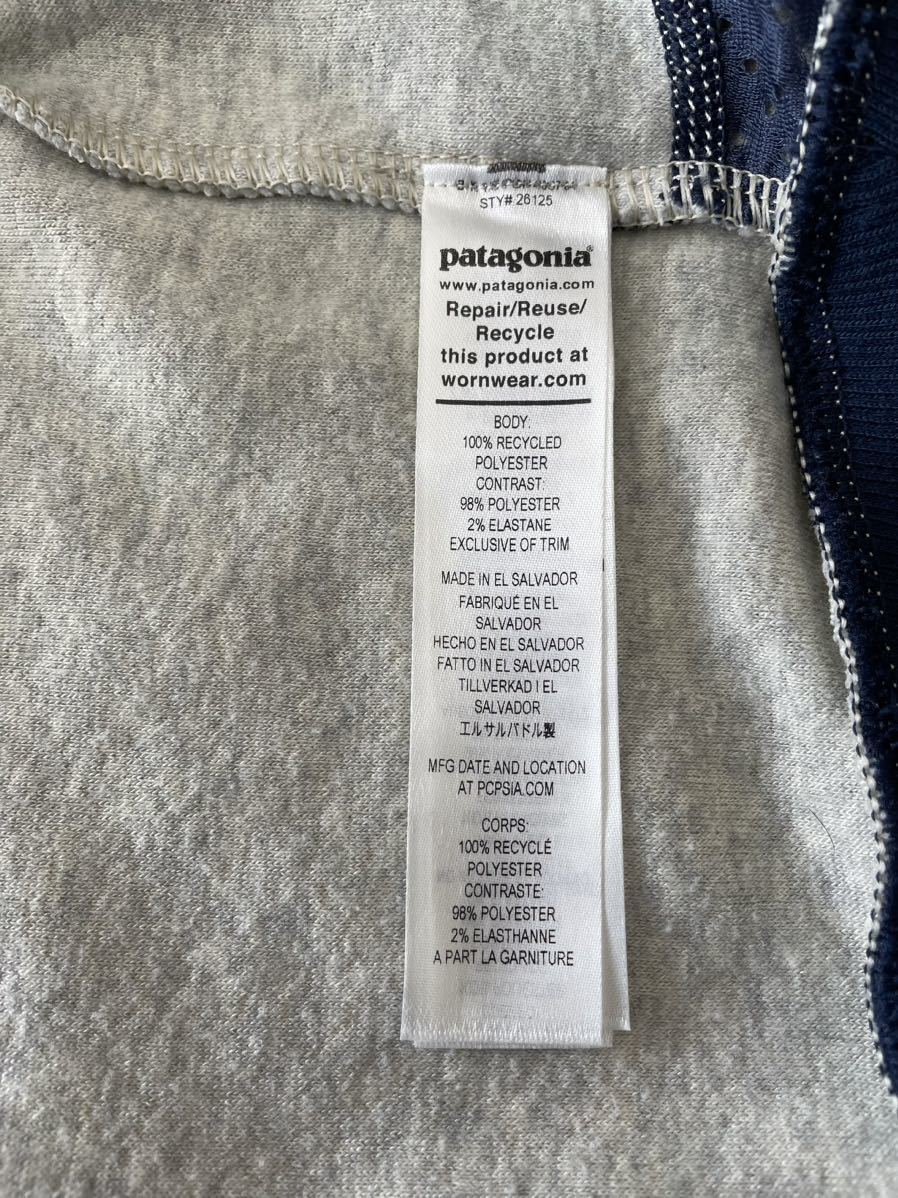 STY# 26125
patagonia®
www.patagonia.com
Repair/Reuse/
Recycle
this product at
wornwear.com
BODY:
100% RECYCLED
POLYESTER
CONTRAST:
98% POLYESTER
2% ELASTANE
EXCLUSIVE OF TRIM
MADE IN EL SALVADOR
FABRIQUÉ EN EL
SALVADOR
HECHO EN EL SALVADOR
FATTO IN EL SALVADOR
TILLVERKAD I EL
SALVADOR
エルサルバドル製
MFG DATE AND LOCATION
AT PCPSIA.COM
CORPS:
100% RECYCLÉ
POLYESTER
CONTRASTE:
98% POLYESTER
2% ELASTHANNE
A PART LA GARNITURE